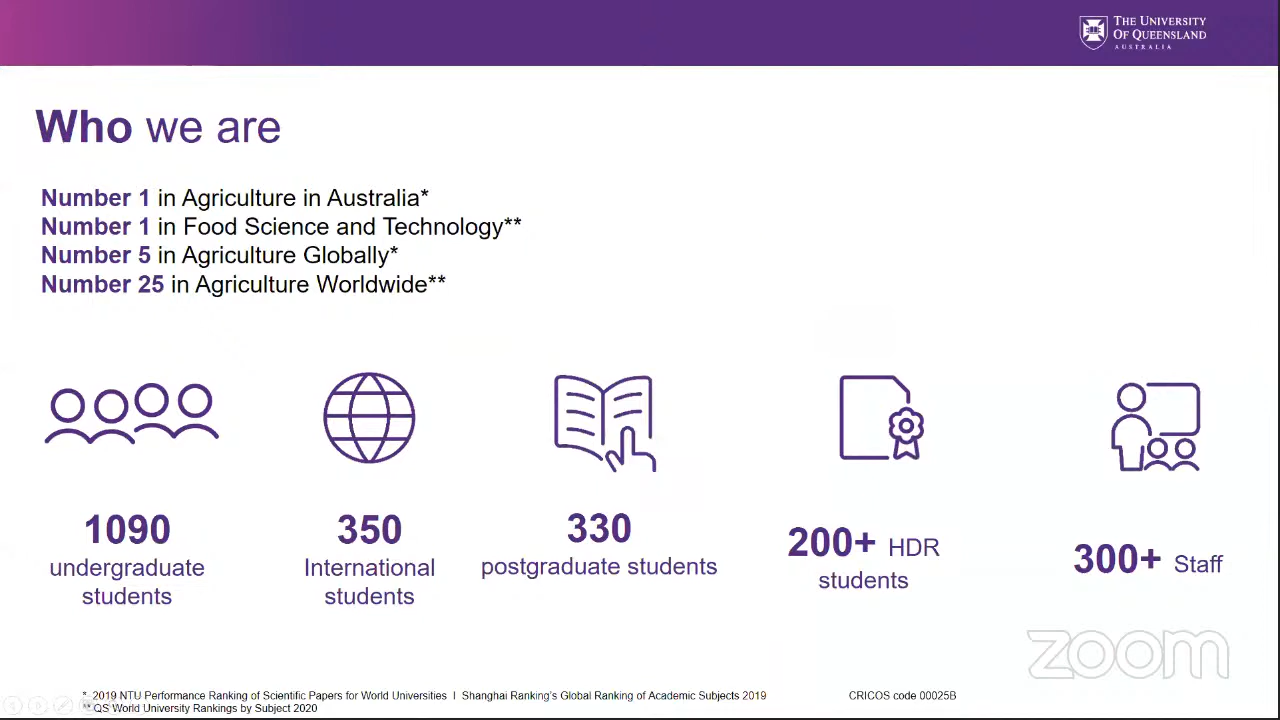 THE UNIVERSITY
OF QUEENSLAND
AUSTRALIA
Who we are
Number 1 in Agriculture in Australia*
Number 1 in Food Science and Technology**
Number 5 in Agriculture Globally*
Number 25 in Agriculture Worldwide**
1090
undergraduate
students
350
International
students
330
postgraduate students
200+ HDR
students
300+ Staff
zoom
* 2019 NTU Performance Ranking of Scientific Papers for World Universities I Shanghai Ranking's Global Ranking of Academic Subjects 2019
CRICOS code 00025B
**QS World University Rankings by Subject 2020